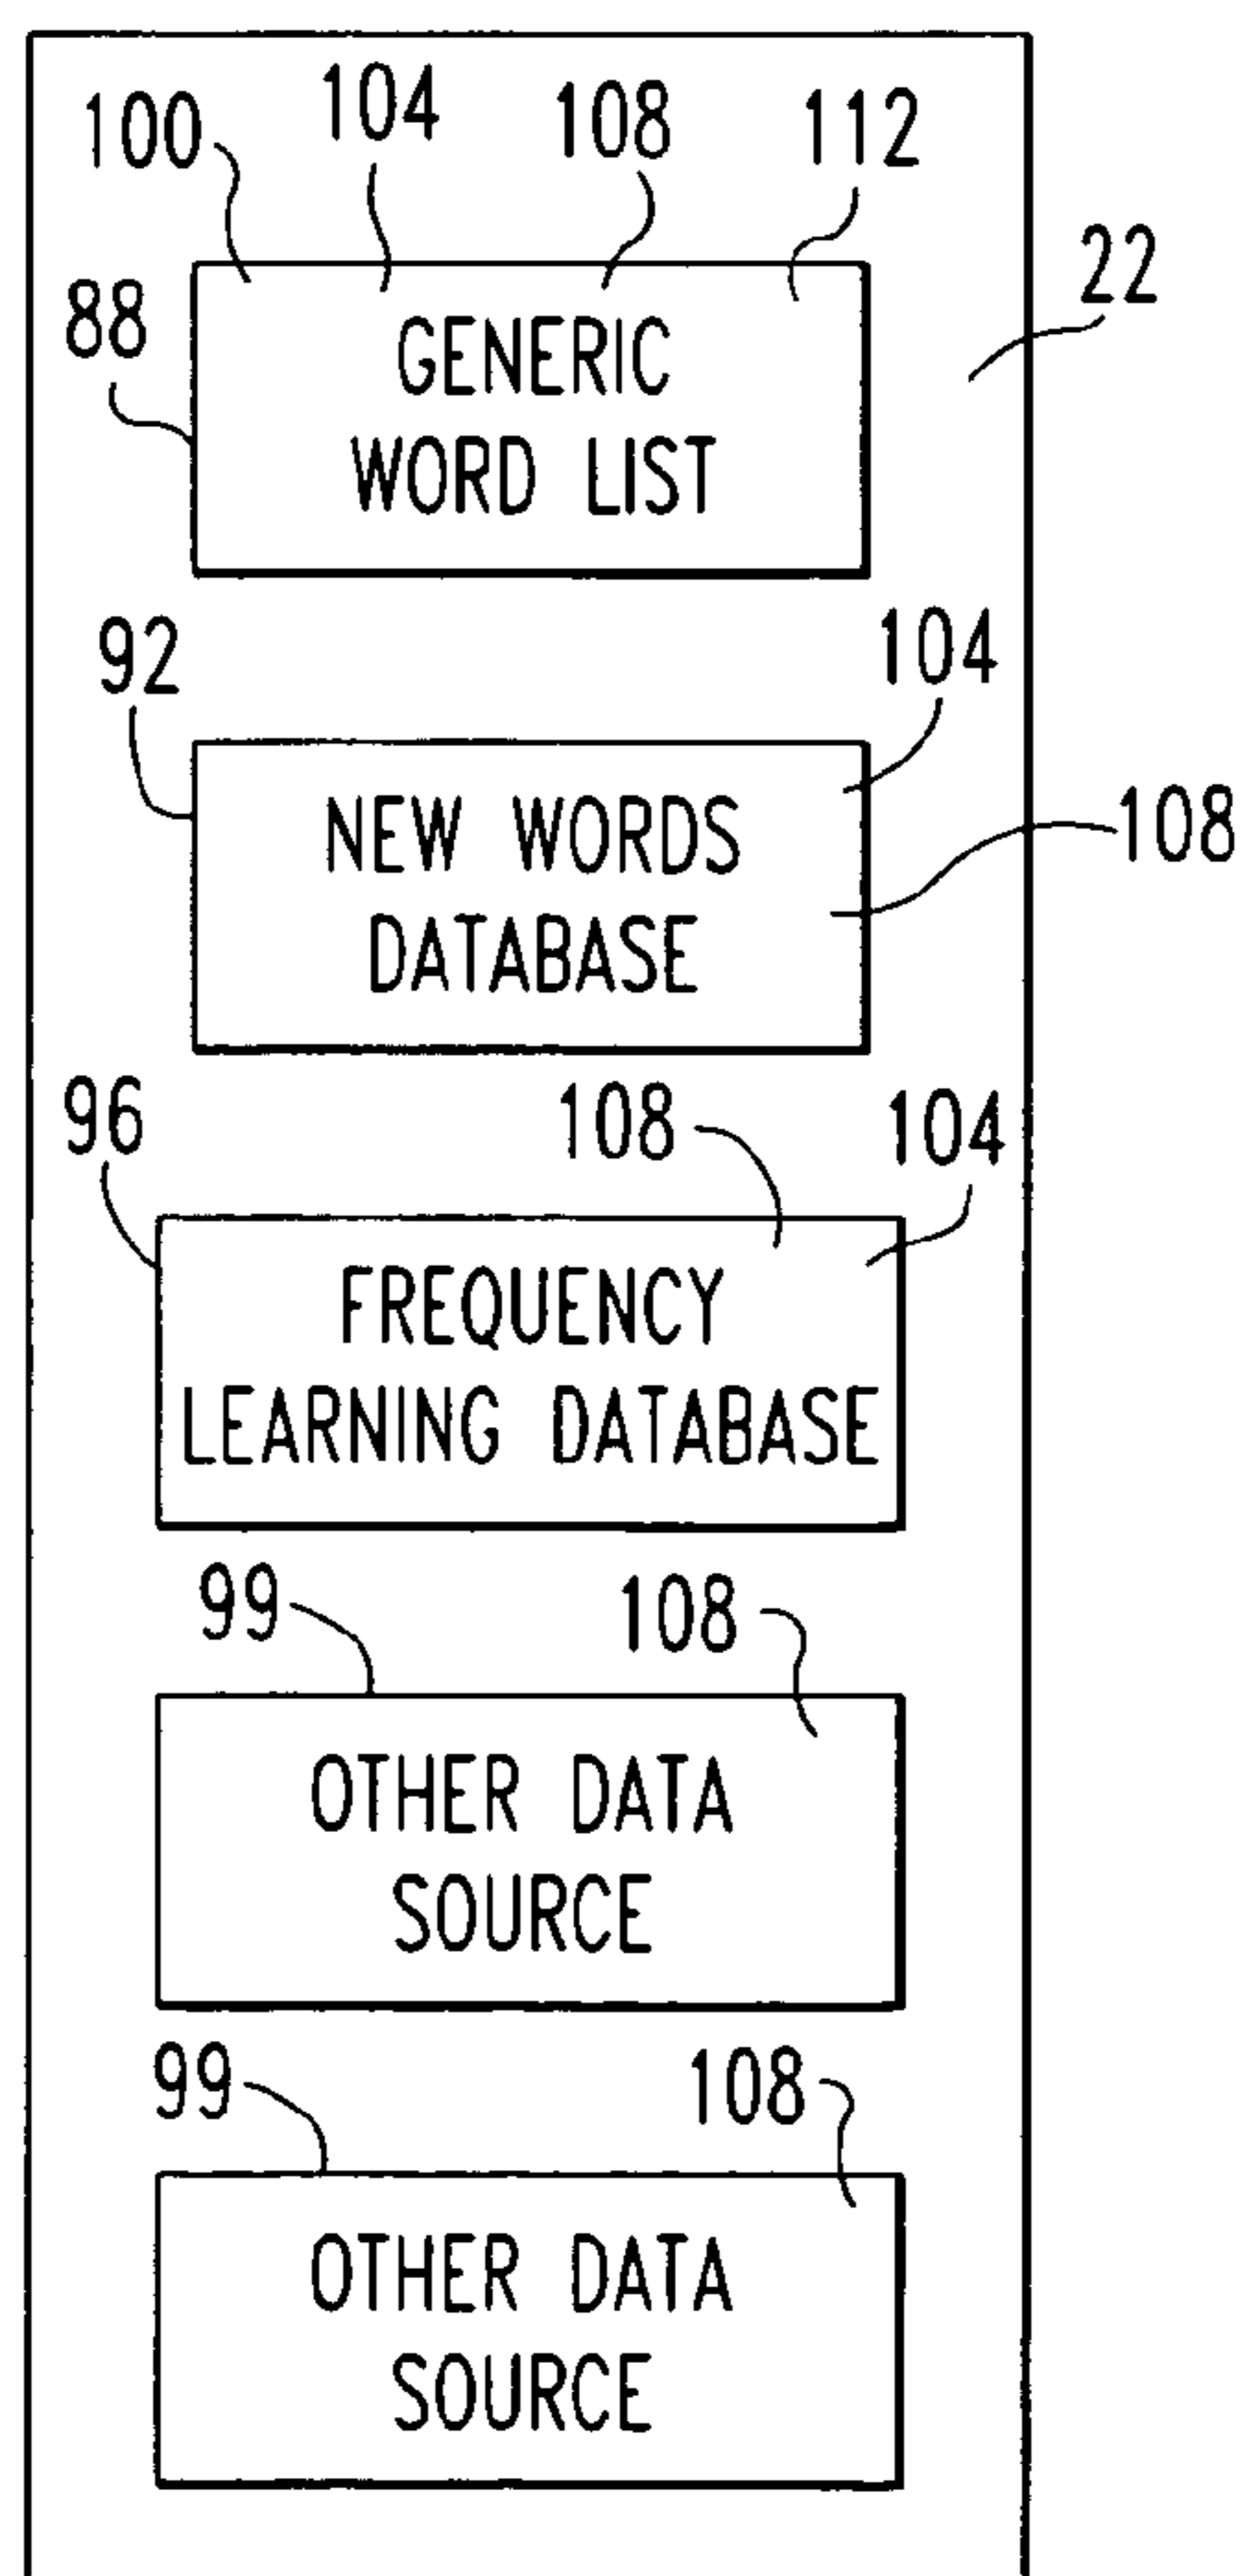 100 104 108 112
22
88
GENERIC
WORD LIST
92 104
NEW WORDS
108
DATABASE
96 108 104
FREQUENCY
LEARNING DATABASE
99 108
OTHER DATA
SOURCE
99 108
OTHER DATA
SOURCE